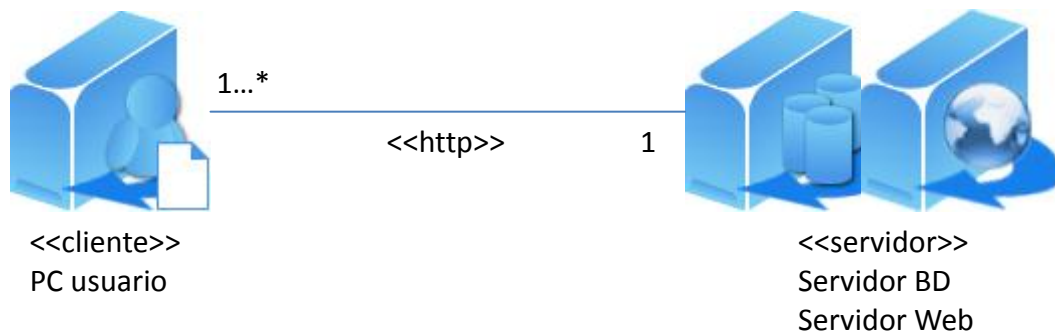 1...*
<<http>> 1
<<cliente>>
PC usuario
<<servidor>>
Servidor BD
Servidor Web